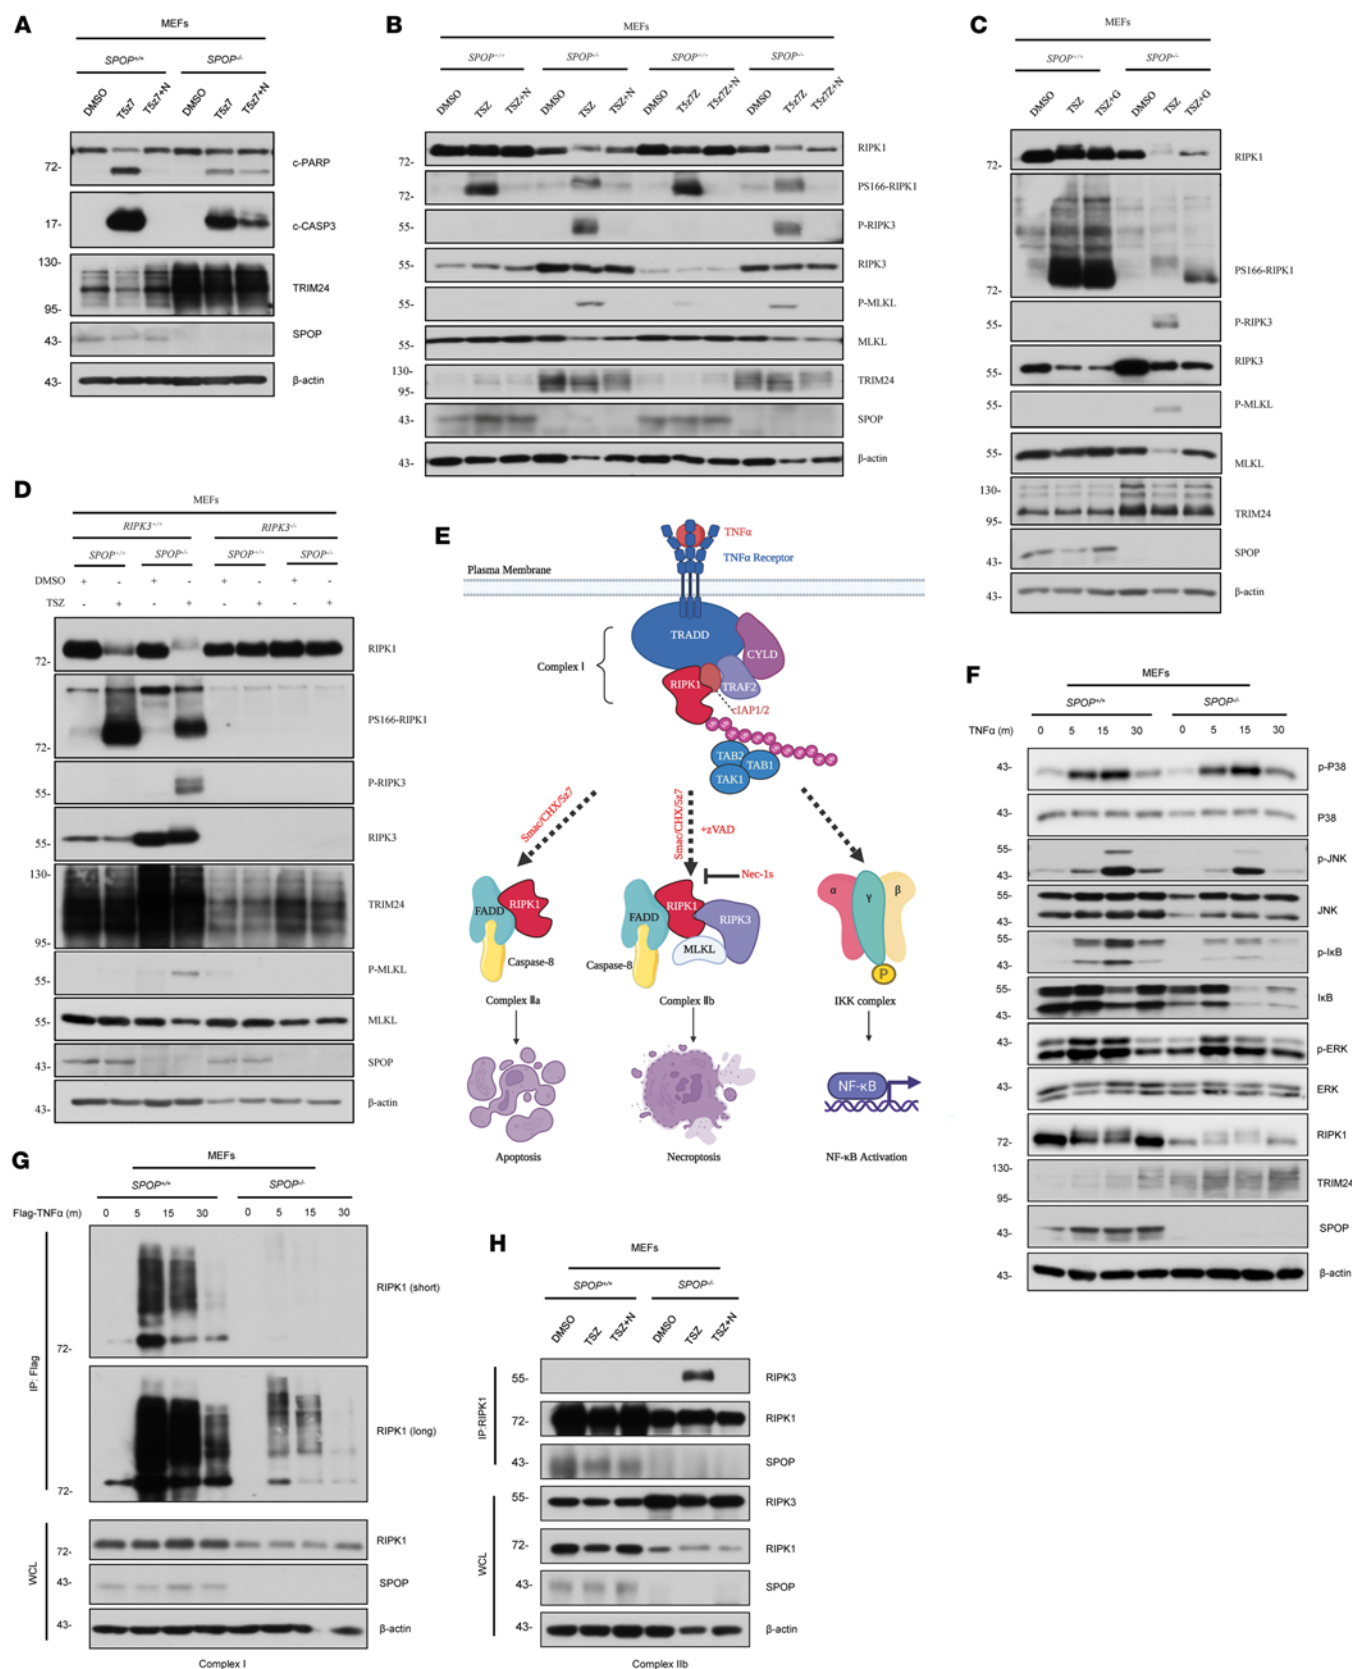 A
MEFs
SPOP+/+ SPOP-/-
DMSO T5z7 T5z7+N DMSO T5z7 T5z7+N
72- c-PARP
17- c-CASP3
130-
TRIM24
95-
43- SPOP
43- β-actin
B
MEFs
SPOP+/+ SPOP-/- SPOP+/+ SPOP-/-
DMSO TSZ TSZ+N DMSO TSZ TSZ+N DMSO T5z7Z T5z7Z+N DMSO T5z7Z T5z7Z+N
72- RIPK1
72- PS166-RIPK1
55- P-RIPK3
55- RIPK3
55- P-MLKL
55- MLKL
130-
95- TRIM24
43- SPOP
43- β-actin
C
MEFs
SPOP+/+ SPOP-/-
DMSO TSZ TSZ+G DMSO TSZ TSZ+G
72- RIPK1
PS166-RIPK1
72-
55- P-RIPK3
55- RIPK3
55- P-MLKL
55- MLKL
130-
TRIM24
95-
43- SPOP
43- β-actin
D
MEFs
RIPK3+/+ RIPK3-/-
SPOP+/+ SPOP-/- SPOP+/+ SPOP-/-
DMSO + - + - + - + -
TSZ - + - + - + - +
72- RIPK1
PS166-RIPK1
72-
55- P-RIPK3
55- RIPK3
130-
TRIM24
95-
55- P-MLKL
55- MLKL
43- SPOP
43- β-actin
E
TNFα
TNFα Receptor
Plasma Membrane
TRADD
CYLD
Complex Ⅰ
RIPK1
TRAF2
cIAP1/2
TAB2
TAB1
TAK1
Smac/CHX/5z7
Smac/CHX/5z7
+zVAD
Nec-1s
FADD RIPK1
Caspase-8
FADD RIPK1 RIPK3
MLKL
Caspase-8
α γ β
P
Complex Ⅱa Complex Ⅱb IKK complex
NF-κB
Apoptosis Necroptosis NF-κB Activation
F
MEFs
SPOP+/+ SPOP-/-
TNFα (m) 0 5 15 30 0 5 15 30
43- p-P38
43- P38
55- p-JNK
43-
55- JNK
43-
55- p-IκB
43-
55- IκB
43-
43- p-ERK
43- ERK
72- RIPK1
130-
TRIM24
95-
43- SPOP
43- β-actin
G
MEFs
SPOP+/+ SPOP-/-
Flag-TNFα (m) 0 5 15 30 0 5 15 30
IP: Flag
RIPK1 (short)
72-
RIPK1 (long)
72-
WCL
72- RIPK1
43- SPOP
43- β-actin
Complex I
H
MEFs
SPOP+/+ SPOP-/-
DMSO TSZ TSZ+N DMSO TSZ TSZ+N
IP:RIPK1
55- RIPK3
72- RIPK1
43- SPOP
WCL
55- RIPK3
72- RIPK1
43- SPOP
43- β-actin
Complex IIb